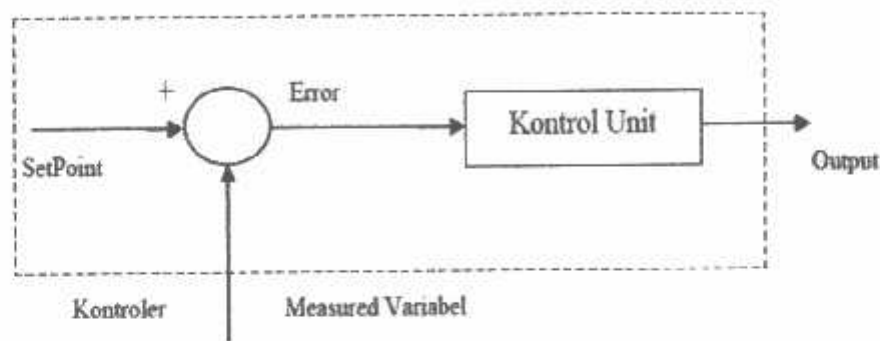 +
Error
Kontrol Unit
SetPoint
Output
Kontroler
Measured Variabel